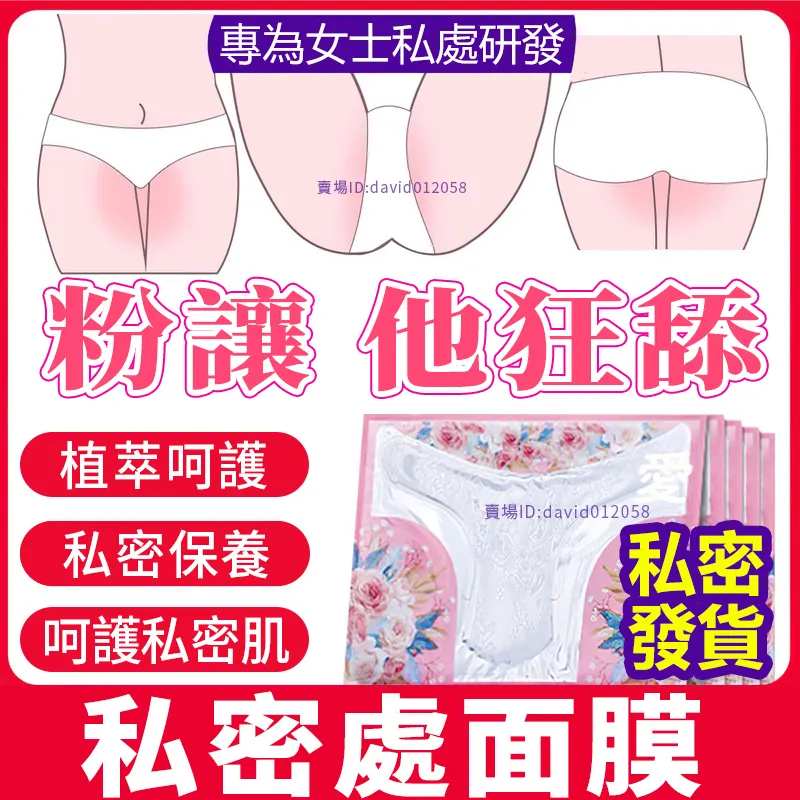 專為女士私處研發
賣場ID:david012058
粉讓 他狂舔
植萃呵護
私密保養
呵護私密肌
愛
賣場ID:david012058
私密
發貨
私密處面膜